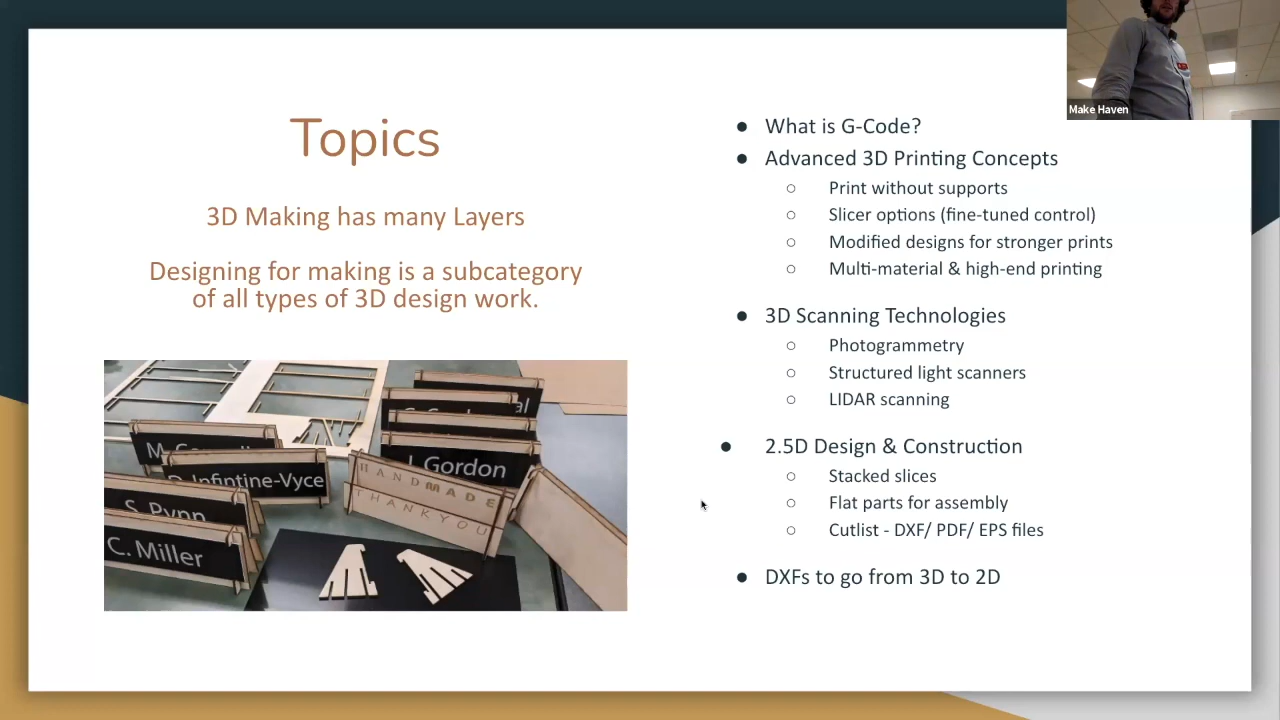 Topics
3D Making has many Layers
Designing for making is a subcategory
of all types of 3D design work.
J. Gordon
D. Infintine-Vyce
HANDMADE
THANKYOU
S. Pynn
C. Miller
Make Haven
● What is G-Code?
● Advanced 3D Printing Concepts
○ Print without supports
○ Slicer options (fine-tuned control)
○ Modified designs for stronger prints
○ Multi-material & high-end printing
● 3D Scanning Technologies
○ Photogrammetry
○ Structured light scanners
○ LIDAR scanning
● 2.5D Design & Construction
○ Stacked slices
○ Flat parts for assembly
○ Cutlist - DXF/ PDF/ EPS files
● DXFs to go from 3D to 2D